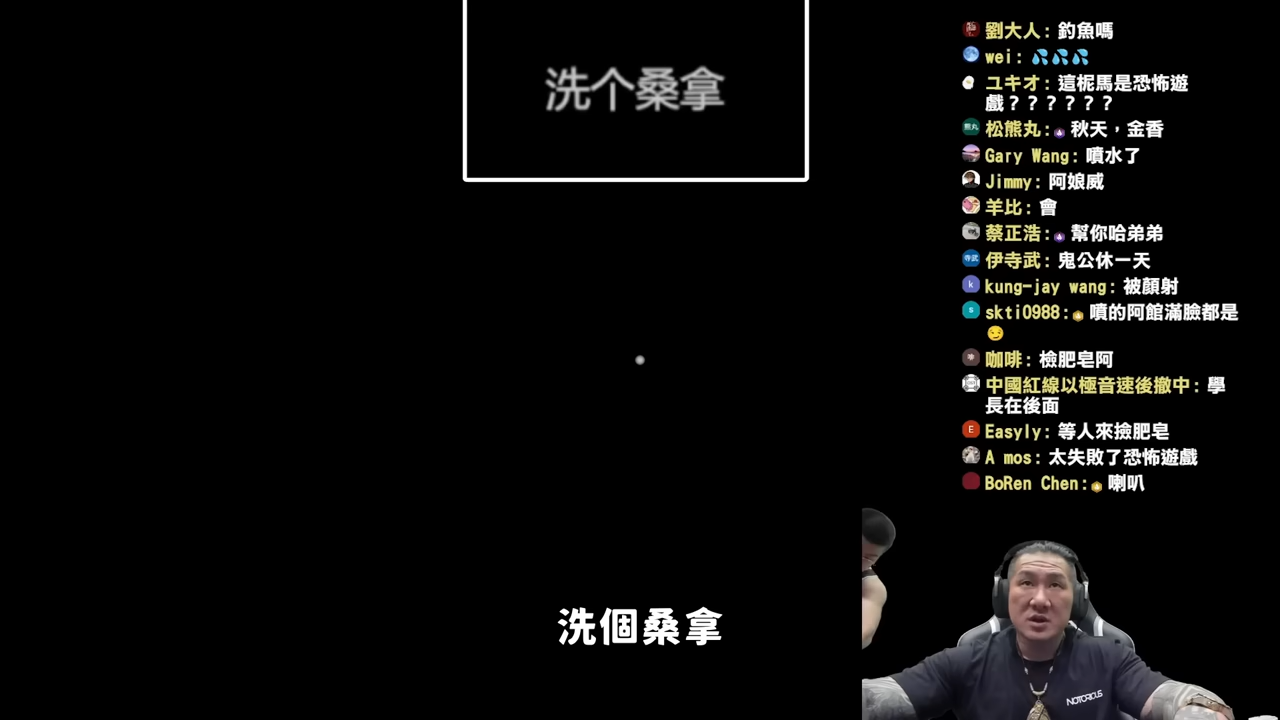 洗个桑拿
劉大人: 釣魚嗎
wei: 💦💦💦
ユキオ: 這柅馬是恐怖遊
戲??????
松熊丸: 秋天，金香
Gary Wang: 噴水了
Jimmy: 阿娘威
羊比: 會
蔡正浩: 幫你哈弟弟
伊寺武: 鬼公休一天
kung-jay wang: 被顏射
skti0988: 噴的阿館滿臉都是
😏
咖啡: 檢肥皂阿
中國紅線以極音速後撤中: 學
長在後面
Easyly: 等人來撿肥皂
A mos: 太失敗了恐怖遊戲
BoRen Chen: 喇叭
洗個桑拿
NOTORIOUS